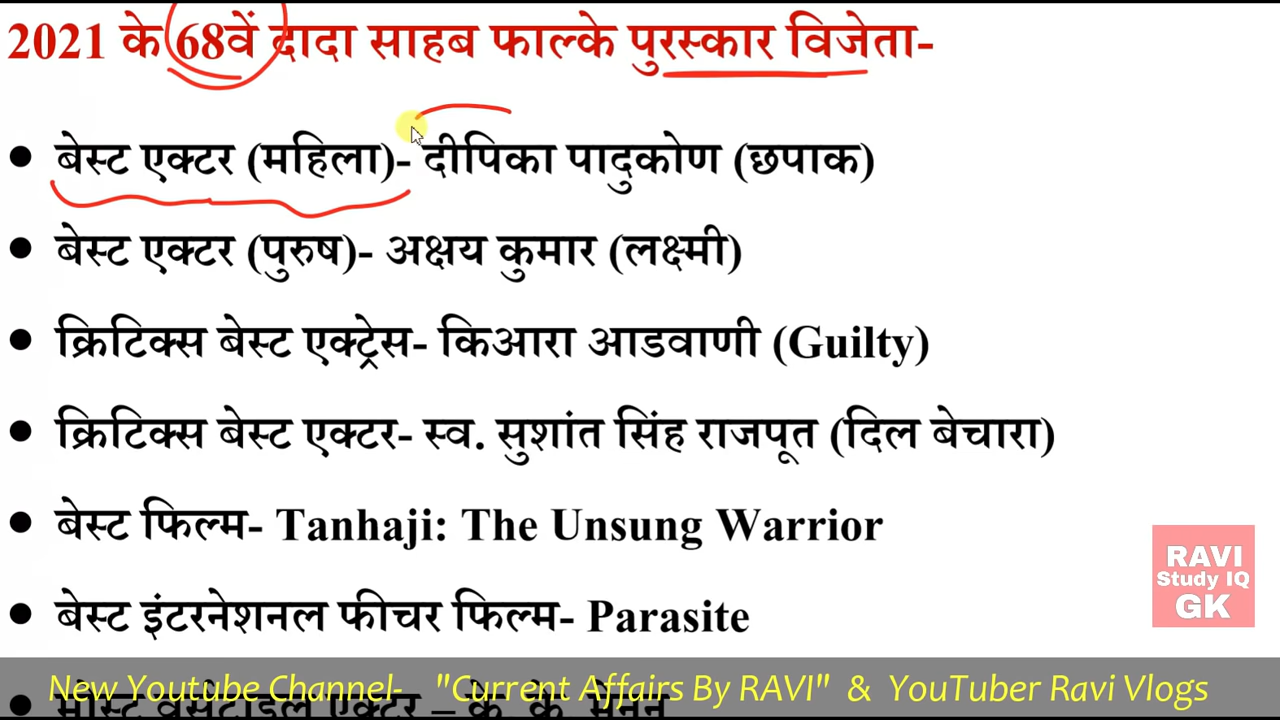 2021 के 68वें दादा साहब फाल्के पुरस्कार विजेता-
● बेस्ट एक्टर (महिला)- दीपिका पादुकोण (छपाक)
● बेस्ट एक्टर (पुरुष)- अक्षय कुमार (लक्ष्मी)
● क्रिटिक्स बेस्ट एक्ट्रेस- किआरा आडवाणी (Guilty)
● क्रिटिक्स बेस्ट एक्टर- स्व. सुशांत सिंह राजपूत (दिल बेचारा)
● बेस्ट फिल्म- Tanhaji: The Unsung Warrior
RAVI
Study IQ
GK
● बेस्ट इंटरनेशनल फीचर फिल्म- Parasite
New Youtube Channel- "Current Affairs By RAVI" & YouTuber Ravi Vlogs